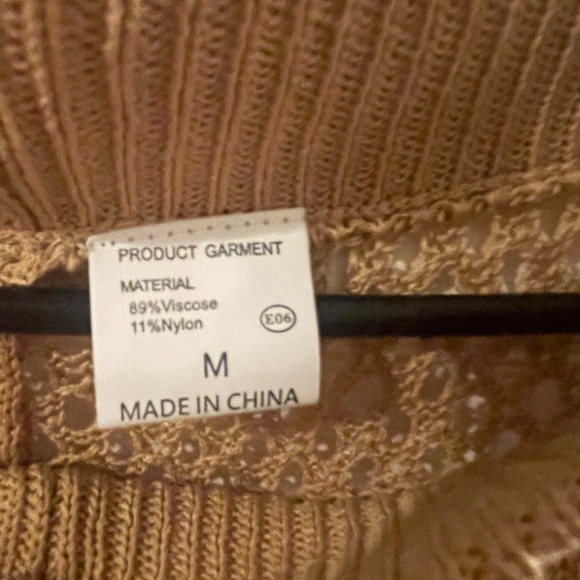 PRODUCT GARMENT
MATERIAL
89%Viscose
11%Nylon
E06
M
MADE IN CHINA